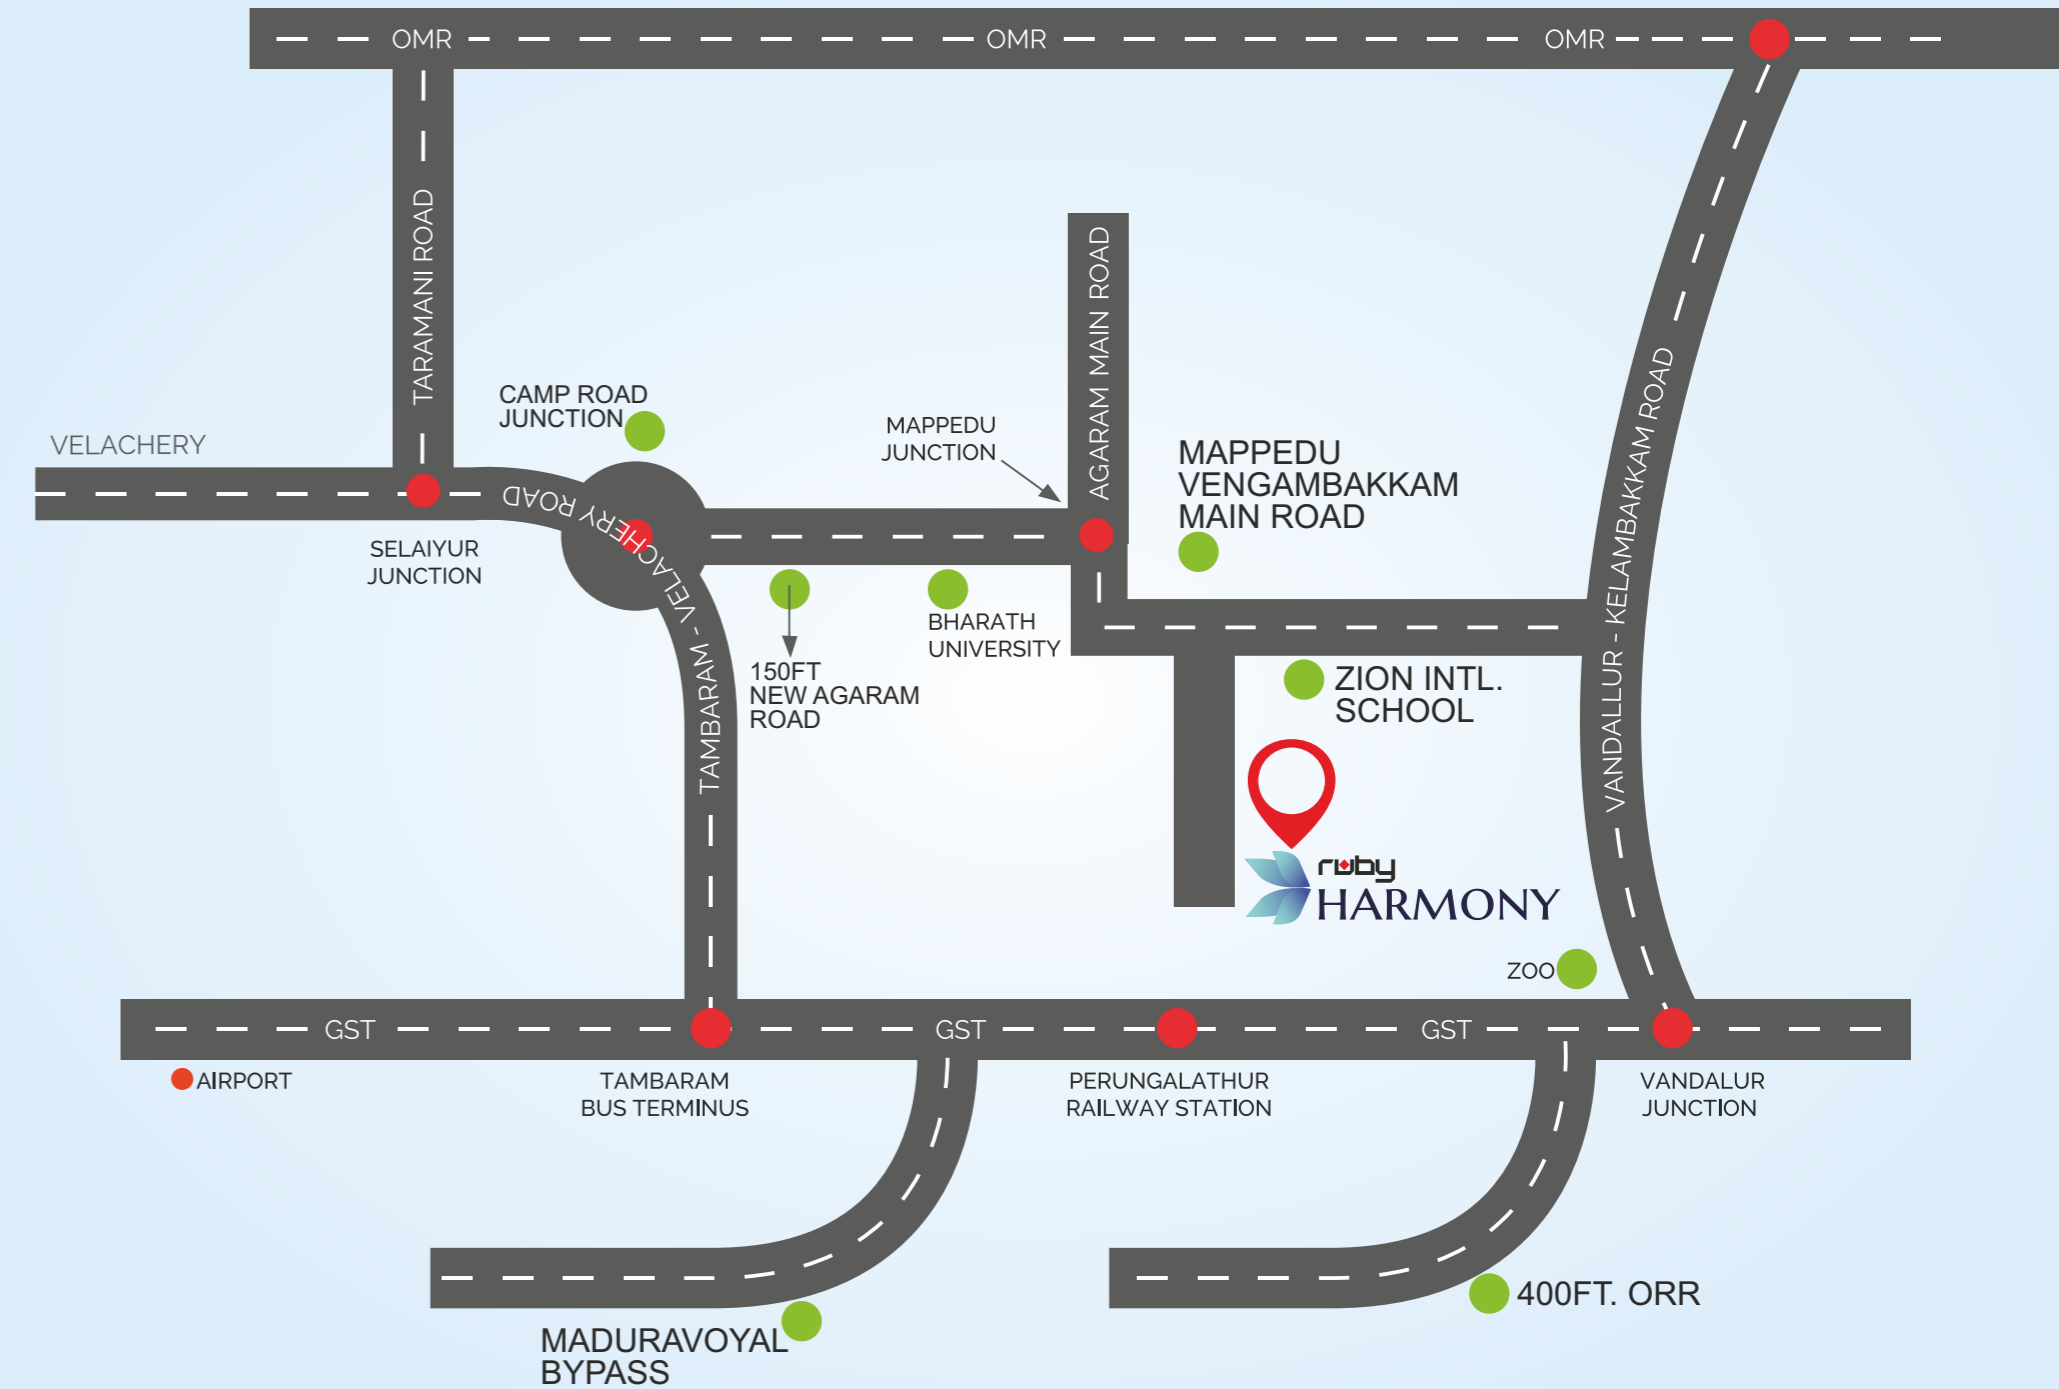 OMR
OMR
OMR
TARAMANI ROAD
AGARAM MAIN ROAD
VANDALLUR - KELAMBAKKAM ROAD
CAMP ROAD
JUNCTION
VELACHERY
MAPPEDU
JUNCTION
MAPPEDU
VENGAMBAKKAM
MAIN ROAD
TAMBARAM - VELACHERY ROAD
SELAIYUR
JUNCTION
BHARATH
UNIVERSITY
150FT
NEW AGARAM
ROAD
ZION INTL.
SCHOOL
ruby
HARMONY
ZOO
GST
GST
GST
AIRPORT
TAMBARAM
BUS TERMINUS
PERUNGALATHUR
RAILWAY STATION
VANDALUR
JUNCTION
400FT. ORR
MADURAVOYAL
BYPASS